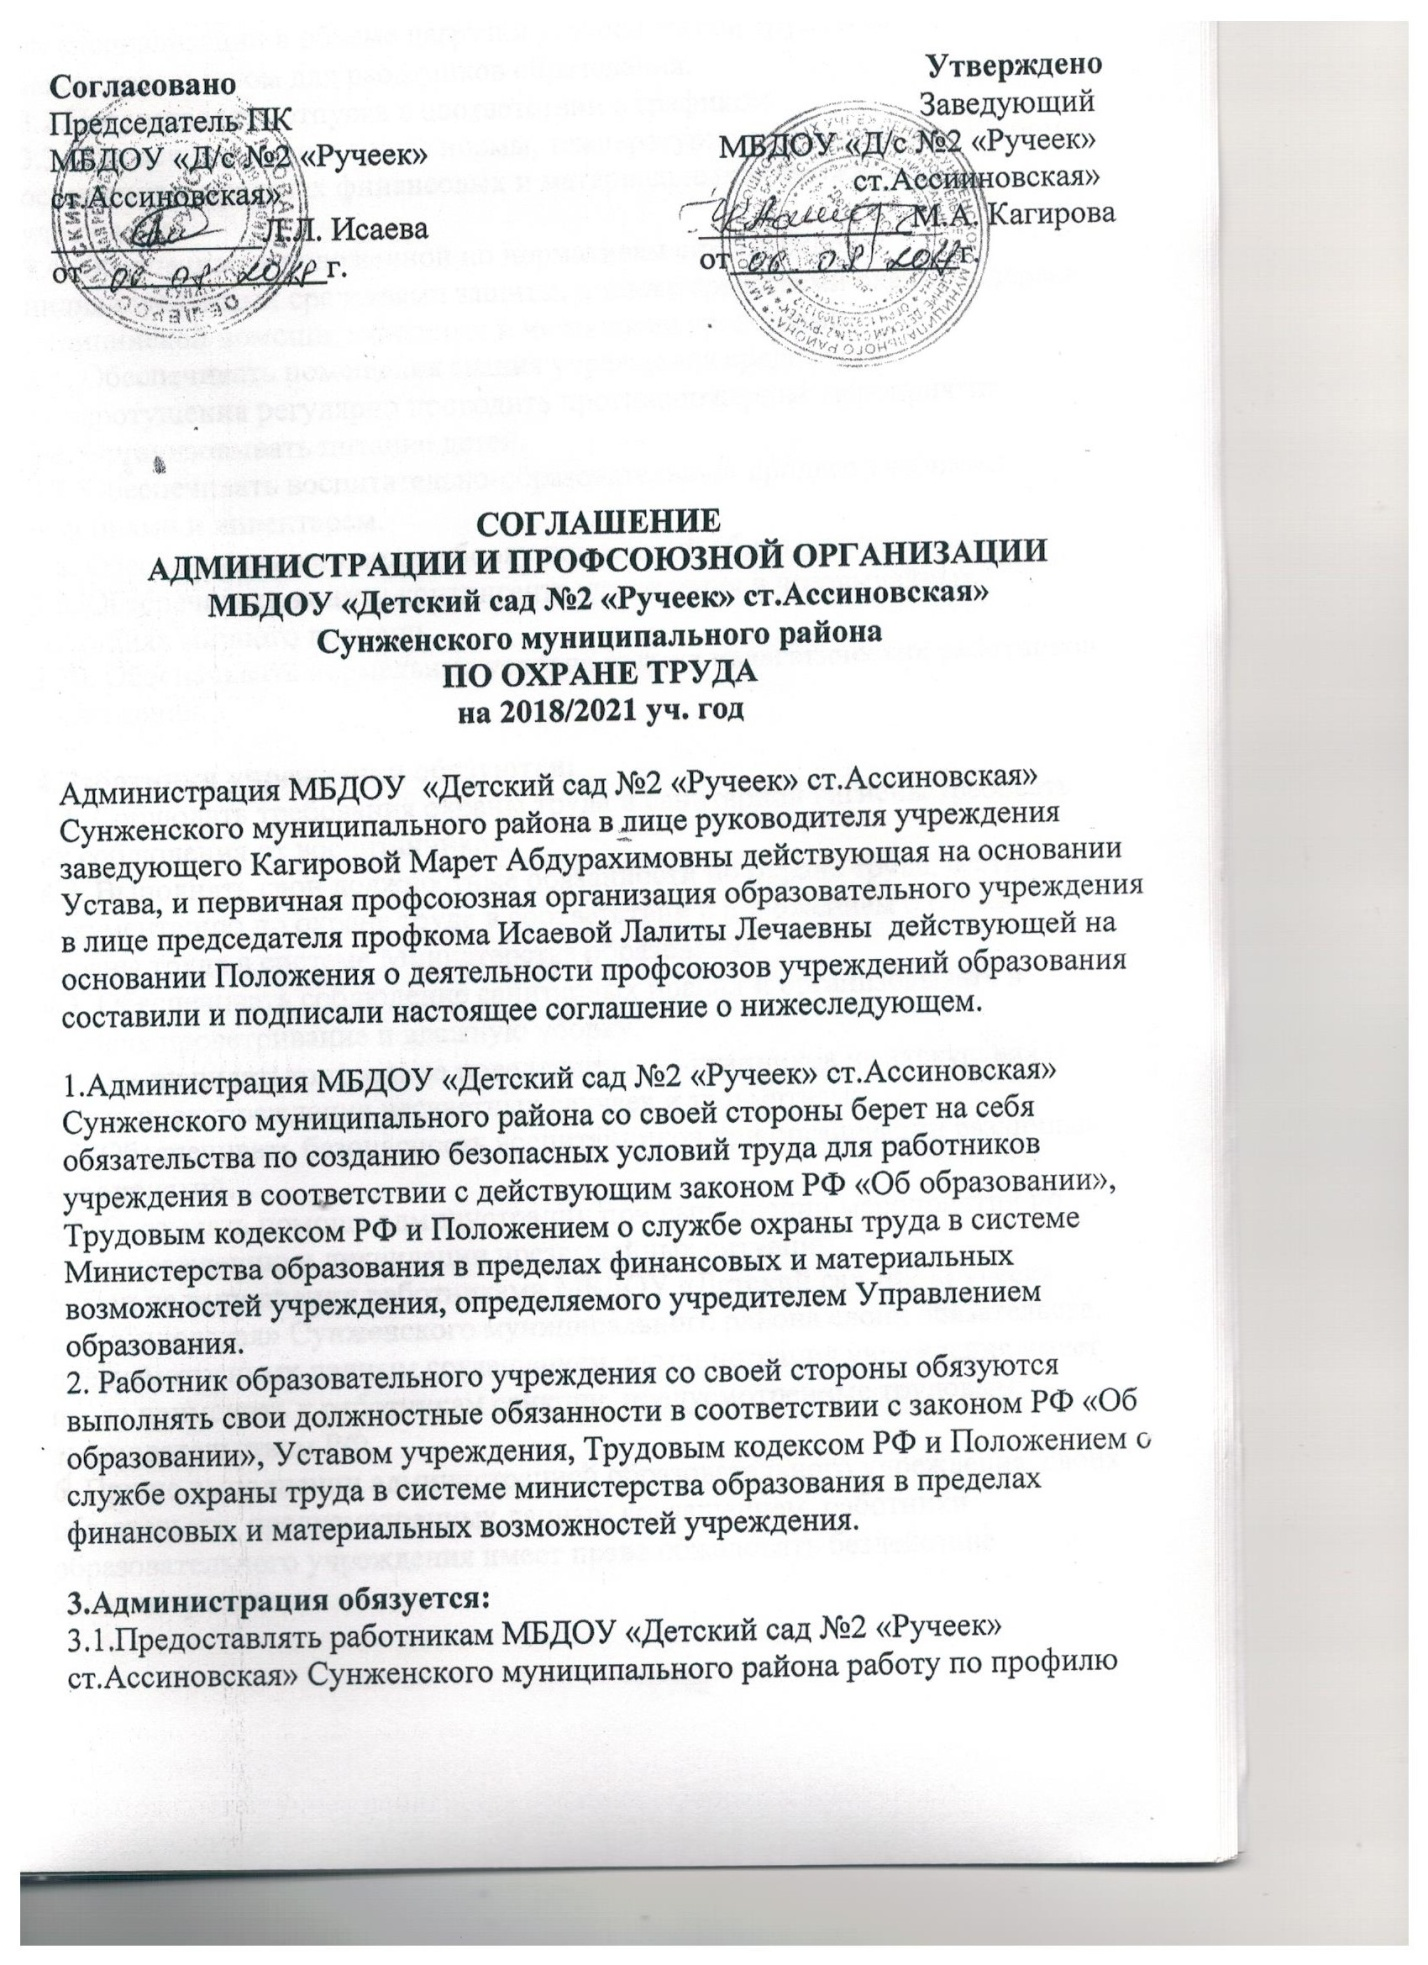 Согласовано
Председатель ПК
МБДОУ «Д/с №2 «Ручеек»
ст.Ассиновская»
Л.Л. Исаева
от 06. 08 2018г.
Утверждено
Заведующий
МБДОУ «Д/с №2 «Ручеек»
ст.Ассииновская»
М.А. Кагирова
от 06. 08 г.
СОГЛАШЕНИЕ
АДМИНИСТРАЦИИ И ПРОФСОЮЗНОЙ ОРГАНИЗАЦИИ
МБДОУ «Детский сад №2 «Ручеек» ст.Ассиновская»
Сунженского муниципального района
ПО ОХРАНЕ ТРУДА
на 2018/2021 уч. год
Администрация МБДОУ «Детский сад №2 «Ручеек» ст.Ассиновская»
Сунженского муниципального района в лице руководителя учреждения
заведующего Кагировой Марет Абдурахимовны действующая на основании
Устава, и первичная профсоюзная организация образовательного учреждения
в лице председателя профкома Исаевой Лалиты Лечаевны действующей на
основании Положения о деятельности профсоюзов учреждений образования
составили и подписали настоящее соглашение о нижеследующем.
1.Администрация МБДОУ «Детский сад №2 «Ручеек» ст.Ассиновская»
Сунженского муниципального района со своей стороны берет на себя
обязательства по созданию безопасных условий труда для работников
учреждения в соответствии с действующим законом РФ «Об образовании»,
Трудовым кодексом РФ и Положением о службе охраны труда в системе
Министерства образования в пределах финансовых и материальных
возможностей учреждения, определяемого учредителем Управлением
образования.
2. Работник образовательного учреждения со своей стороны обязуются
выполнять свои должностные обязанности в соответствии с законом РФ «Об
образовании», Уставом учреждения, Трудовым кодексом РФ и Положением о
службе охраны труда в системе министерства образования в пределах
финансовых и материальных возможностей учреждения.
3.Администрация обязуется:
3.1.Предоставлять работникам МБДОУ «Детский сад №2 «Ручеек»
ст.Ассиновская» Сунженского муниципального района работу по профилю